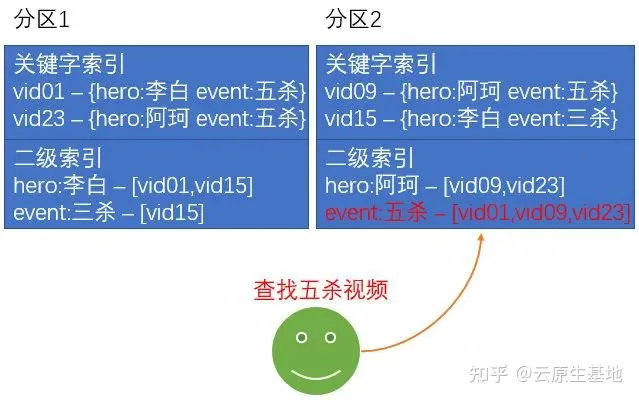 分区1
关键字索引
vid01 – {hero:李白 event:五杀}
vid23 – {hero:阿珂 event:五杀}
二级索引
hero:李白 – [vid01,vid15]
event:三杀 – [vid15]
分区2
关键字索引
vid09 – {hero:阿珂 event:五杀}
vid15 – {hero:李白 event:三杀}
二级索引
hero:阿珂 – [vid09,vid23]
event:五杀 – [vid01,vid09,vid23]
查找五杀视频
知乎 @云原生基地